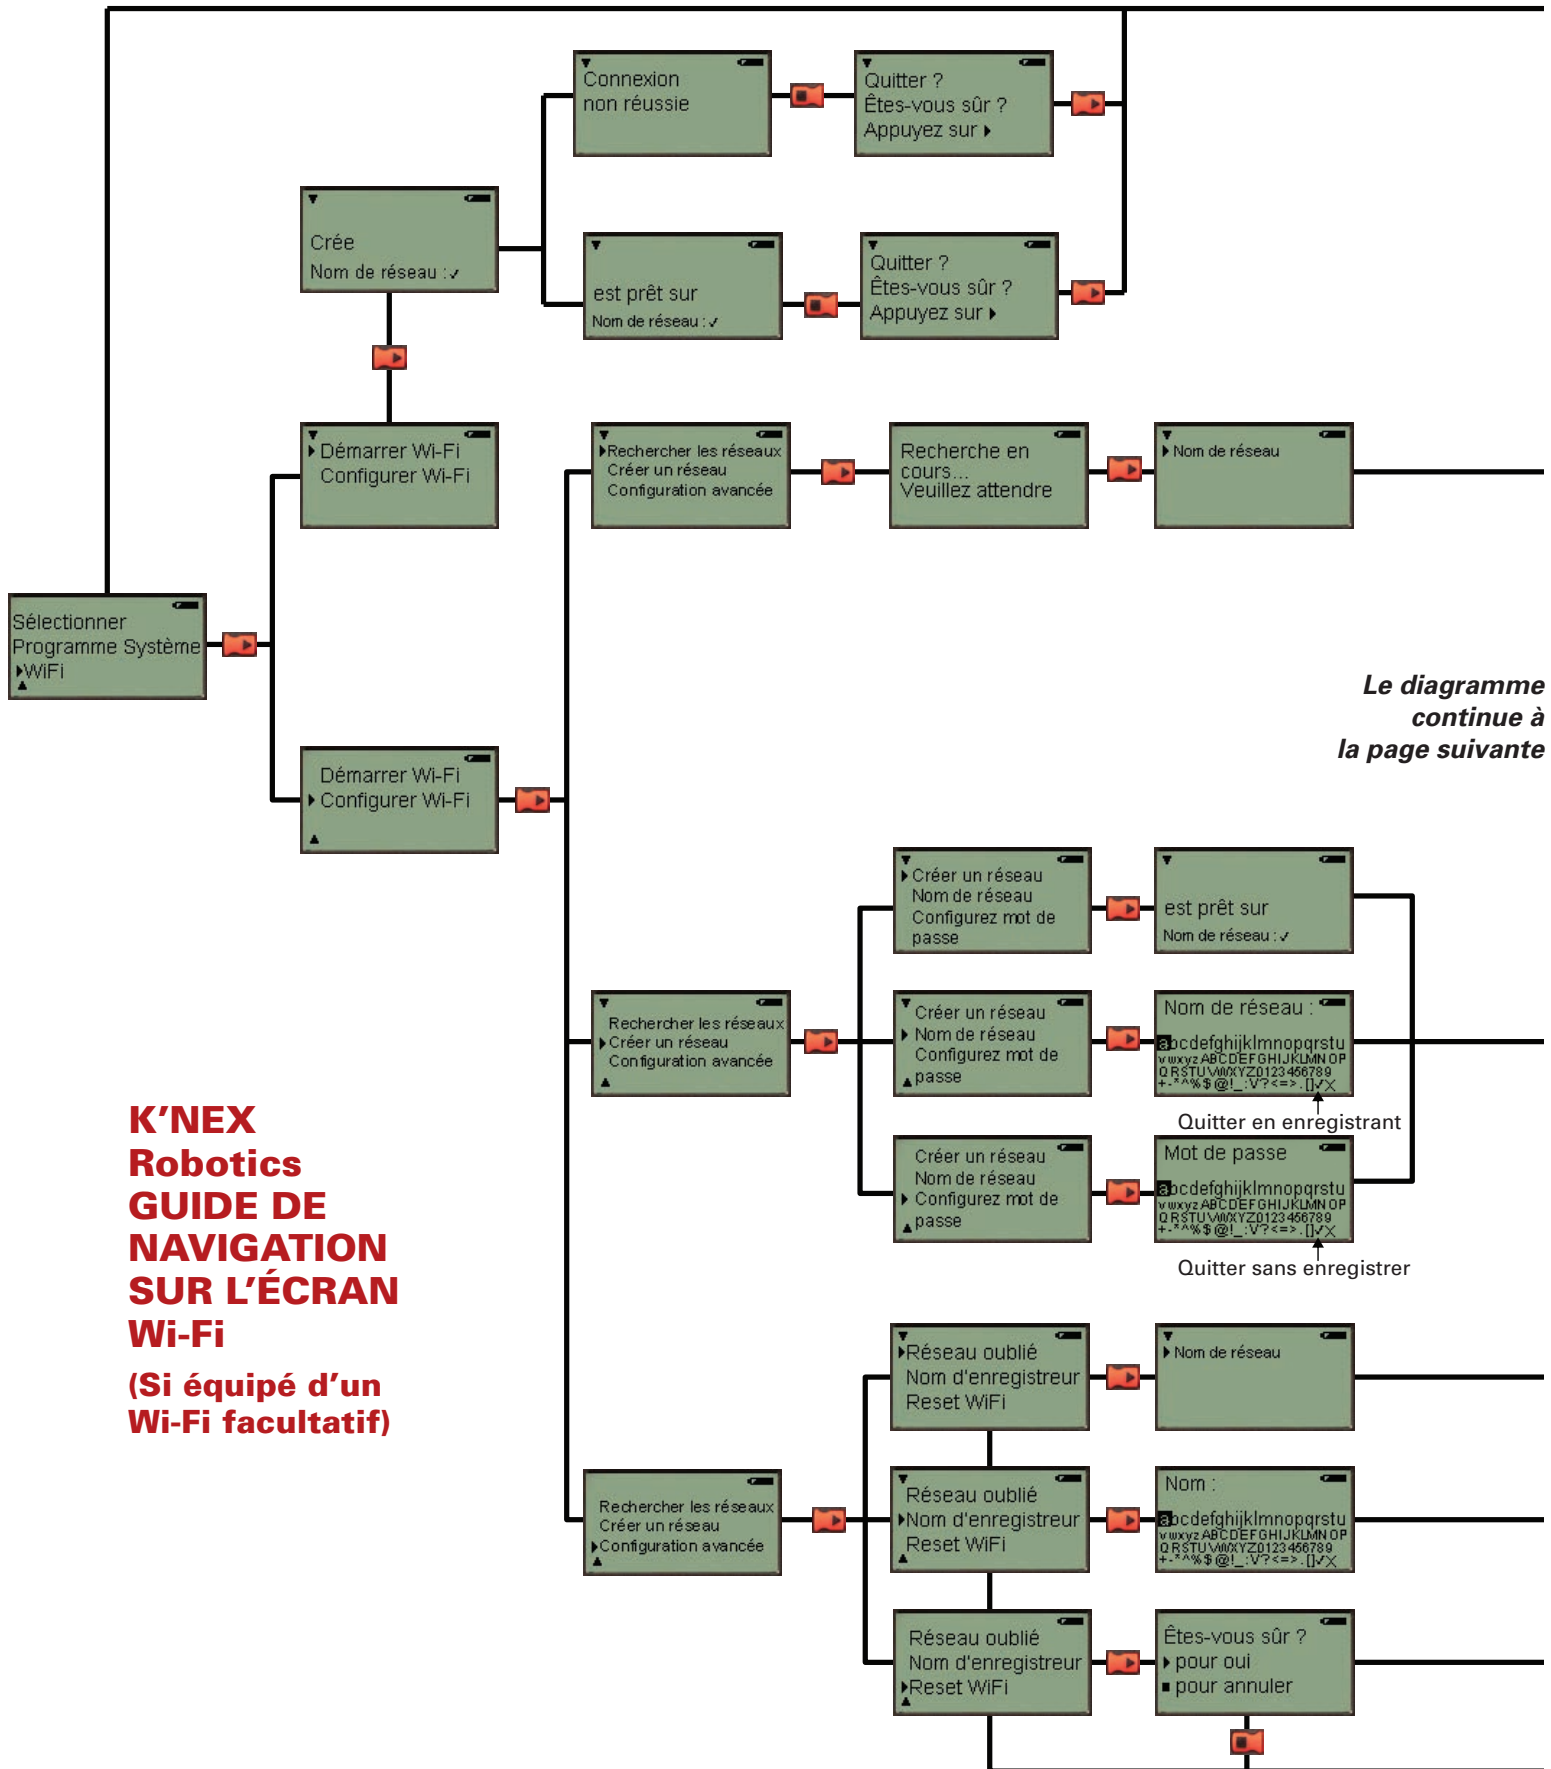 Connexion
non réussie
Quitter ?
Êtes-vous sûr ?
Appuyez sur
Crée
Nom de réseau : ✓
est prêt sur
Nom de réseau : ✓
Quitter ?
Êtes-vous sûr ?
Appuyez sur
Démarrer Wi-Fi
Configurer Wi-Fi
Rechercher les réseaux
Créer un réseau
Configuration avancée
Recherche en
cours...
Veuillez attendre
Nom de réseau
Sélectionner
Programme Système
WiFi
Le diagramme
continue à
la page suivante
Démarrer Wi-Fi
Configurer Wi-Fi
Créer un réseau
Nom de réseau
Configurez mot de
passe
est prêt sur
Nom de réseau : ✓
Rechercher les réseaux
Créer un réseau
Configuration avancée
Créer un réseau
Nom de réseau
Configurez mot de
passe
Nom de réseau :
abcdefghijklmnopqrstu
vwxyzABCDEFGHIJKLMNOP
QRSTUVWXYZ0123456789
+-*^%$@!_:V?<=>.[]✓X
Quitter en enregistrant
Créer un réseau
Nom de réseau
Configurez mot de
passe
Mot de passe
abcdefghijklmnopqrstu
vwxyzABCDEFGHIJKLMNOP
QRSTUVWXYZ0123456789
+-*^%$@!_:V?<=>.[]✓X
Quitter sans enregistrer
K'NEX
Robotics
GUIDE DE
NAVIGATION
SUR L'ÉCRAN
Wi-Fi
(Si équipé d'un
Wi-Fi facultatif)
Réseau oublié
Nom d'enregistreur
Reset WiFi
Nom de réseau
Rechercher les réseaux
Créer un réseau
Configuration avancée
Réseau oublié
Nom d'enregistreur
Reset WiFi
Nom :
abcdefghijklmnopqrstu
vwxyzABCDEFGHIJKLMNOP
QRSTUVWXYZ0123456789
+-*^%$@!_:V?<=>.[]✓X
Réseau oublié
Nom d'enregistreur
Reset WiFi
Êtes-vous sûr ?
pour oui
pour annuler